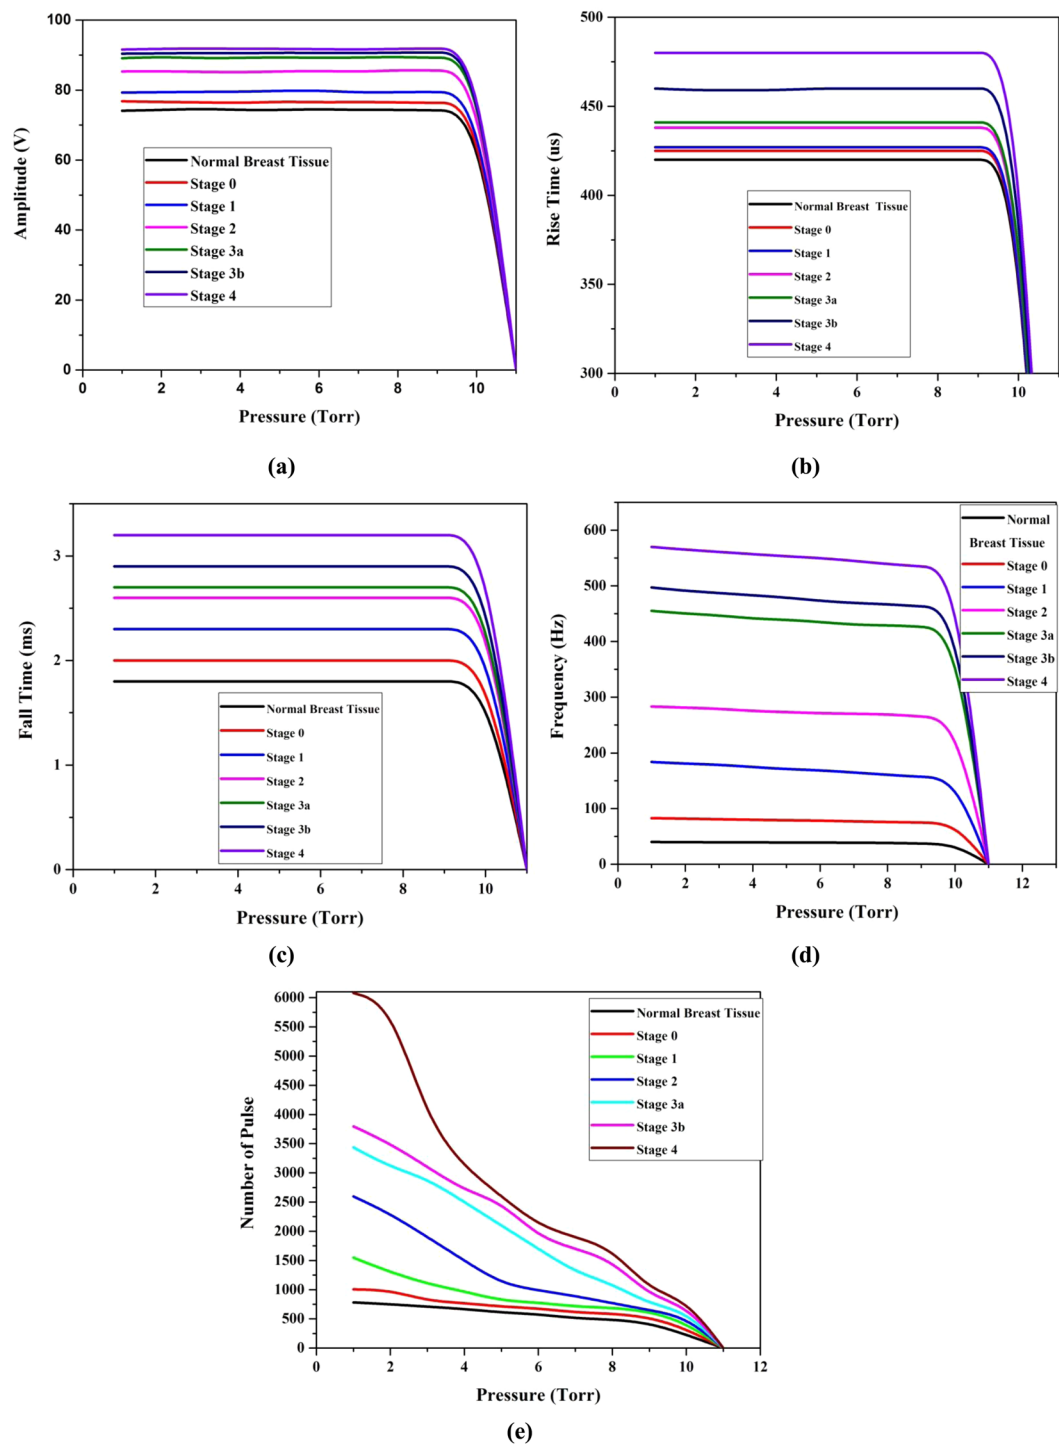 100
80
60
40
20
0
0
2
4
6
8
10
Amplitude (V)
Pressure (Torr)
Normal Breast Tissue
Stage 0
Stage 1
Stage 2
Stage 3a
Stage 3b
Stage 4
(a)
500
450
400
350
300
0
2
4
6
8
10
Rise Time (us)
Pressure (Torr)
Normal Breast Tissue
Stage 0
Stage 1
Stage 2
Stage 3a
Stage 3b
Stage 4
(b)
3
2
1
0
0
2
4
6
8
10
Fall Time (ms)
Pressure (Torr)
Normal Breast Tissue
Stage 0
Stage 1
Stage 2
Stage 3a
Stage 3b
Stage 4
(c)
600
500
400
300
200
100
0
0
2
4
6
8
10
12
Frequency (Hz)
Pressure (Torr)
Normal
Breast Tissue
Stage 0
Stage 1
Stage 2
Stage 3a
Stage 3b
Stage 4
(d)
6000
5500
5000
4500
4000
3500
3000
2500
2000
1500
1000
500
0
0
2
4
6
8
10
12
Number of Pulse
Pressure (Torr)
Normal Breast Tissue
Stage 0
Stage 1
Stage 2
Stage 3a
Stage 3b
Stage 4
(e)